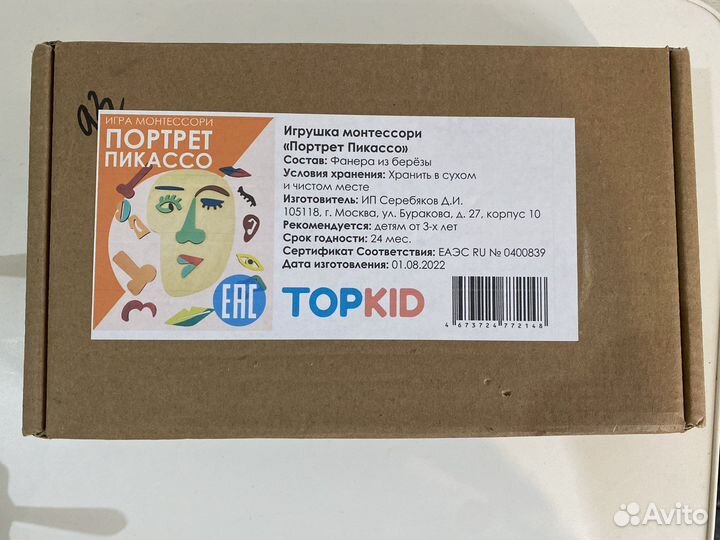 ИГРА МОНТЕССОРИ
ПОРТРЕТ
ПИКАССО
EAC
Игрушка монтессори
«Портрет Пикассо»
Состав: Фанера из берёзы
Условия хранения: Хранить в сухом
и чистом месте
Изготовитель: ИП Серебяков Д.И.
105118, г. Москва, ул. Буракова, д. 27, корпус 10
Рекомендуется: детям от 3-х лет
Срок годности: 24 мес.
Сертификат Соответствия: ЕАЭС RU № 0400839
Дата изготовления: 01.08.2022
TOPKID
4 673724 772148
Avito